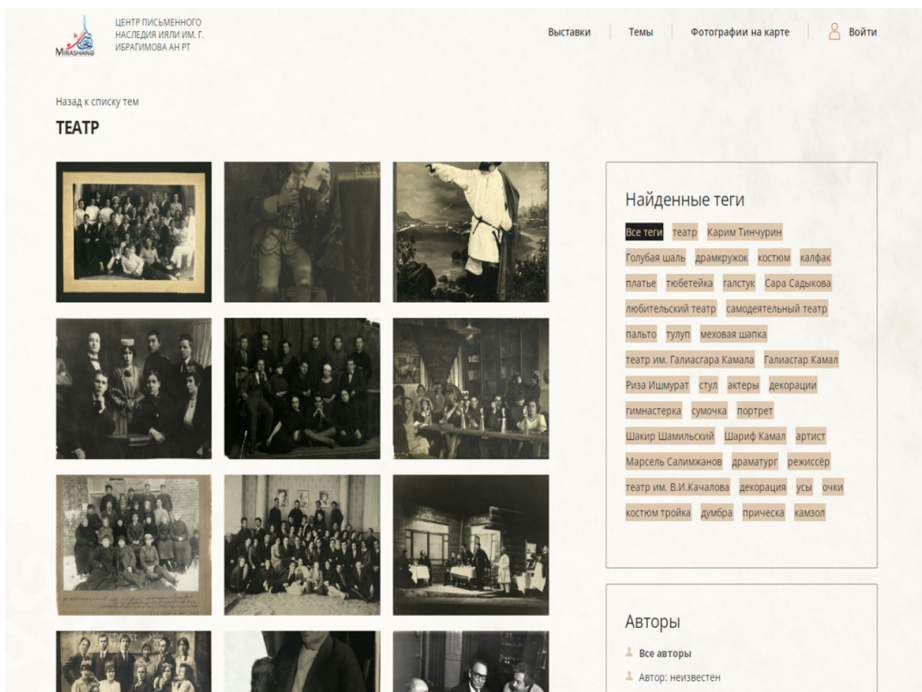 MIRASHANƏ
ЦЕНТР ПИСЬМЕННОГО
НАСЛЕДИЯ ИЯЛИ ИМ. Г.
ИБРАГИМОВА АН РТ
Выставки Темы Фотографии на карте Войти
Назад к списку тем
ТЕАТР
Найденные теги
Все теги театр Карим Тинчурин
Голубая шаль драмкружок костюм калфак
платье тюбетейка галстук Сара Садыкова
любительский театр самодеятельный театр
пальто тулуп меховая шапка
театр им. Галиасгара Камала Галиасгар Камал
Риза Ишмурат стул актеры декорации
гимнастерка сумочка портрет
Шакир Шамильский Шариф Камал артист
Марсель Салимжанов драматург режиссёр
театр им. В.И.Качалова декорация усы очки
костюм тройка думбра прическа камзол
Авторы
Все авторы
Автор: неизвестен